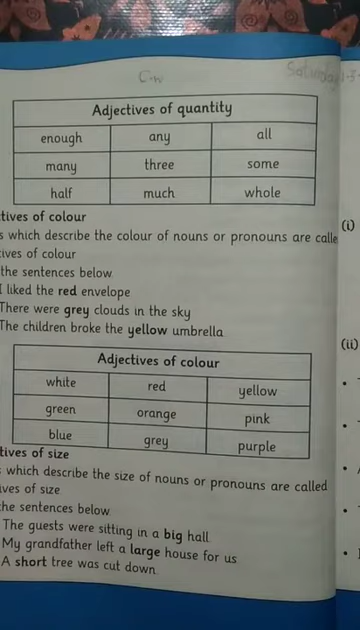 C-w
Saturday
Adjectives of quantity
enough any all
many three some
half much whole
tives of colour
s which describe the colour of nouns or pronouns are calle
tives of colour
the sentences below.
I liked the red envelope
There were grey clouds in the sky
The children broke the yellow umbrella
Adjectives of colour
white red yellow
green orange pink
blue grey purple
tives of size
s which describe the size of nouns or pronouns are called
ives of size
the sentences below
The guests were sitting in a big hall
My grandfather left a large house for us
A short tree was cut down
(i)
(ii)